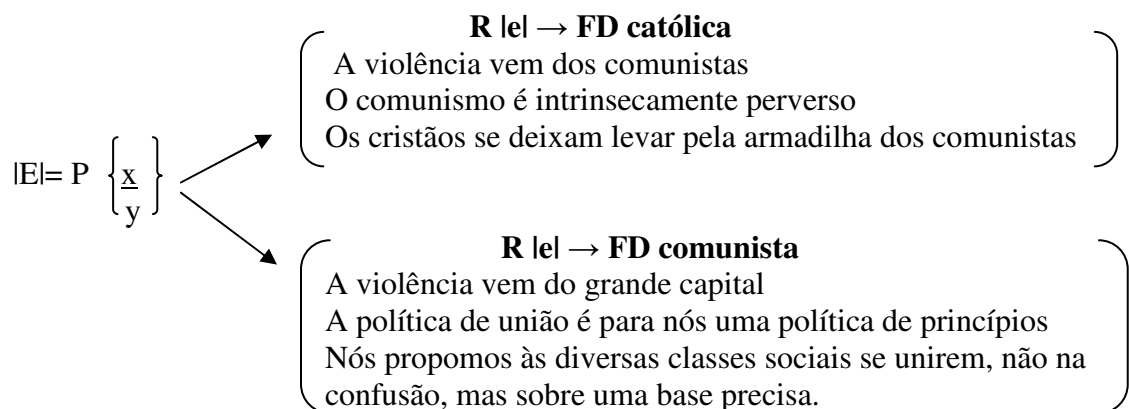 R |e| → FD católica
A violência vem dos comunistas
O comunismo é intrinsecamente perverso
Os cristãos se deixam levar pela armadilha dos comunistas
|E|= P { x
y }
R |e| → FD comunista
A violência vem do grande capital
A política de união é para nós uma política de princípios
Nós propomos às diversas classes sociais se unirem, não na
confusão, mas sobre uma base precisa.